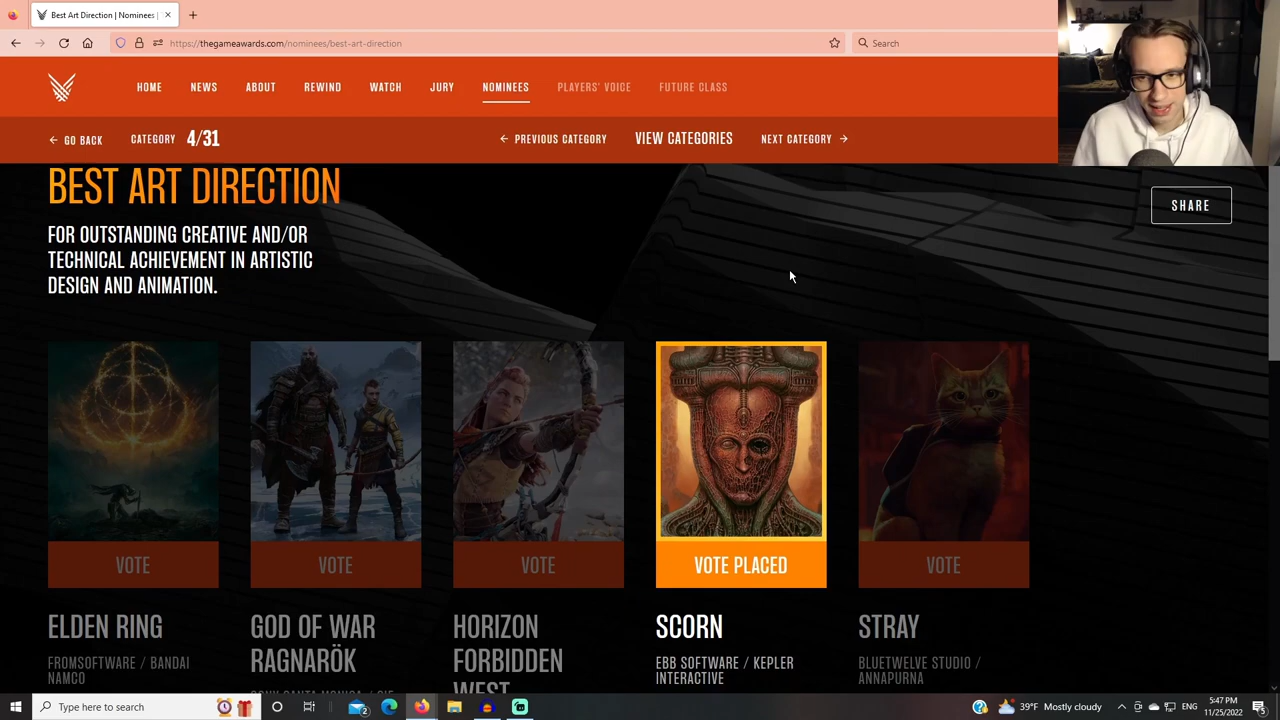 Best Art Direction | Nominees |
https://thegameawards.com/nominees/best-art-direction
Search
HOME NEWS ABOUT REWIND WATCH JURY NOMINEES PLAYERS' VOICE FUTURE CLASS
GO BACK CATEGORY 4/31 PREVIOUS CATEGORY VIEW CATEGORIES NEXT CATEGORY
BEST ART DIRECTION
SHARE
FOR OUTSTANDING CREATIVE AND/OR
TECHNICAL ACHIEVEMENT IN ARTISTIC
DESIGN AND ANIMATION.
VOTE VOTE VOTE VOTE PLACED VOTE
ELDEN RING
FROMSOFTWARE / BANDAI
NAMCO
GOD OF WAR
RAGNARÖK
HORIZON
FORBIDDEN
WEST
SCORN
EBB SOFTWARE / KEPLER
INTERACTIVE
STRAY
BLUETWELVE STUDIO /
ANNAPURNA
Type here to search
2
39°F Mostly cloudy
ENG
5:47 PM
11/25/2022